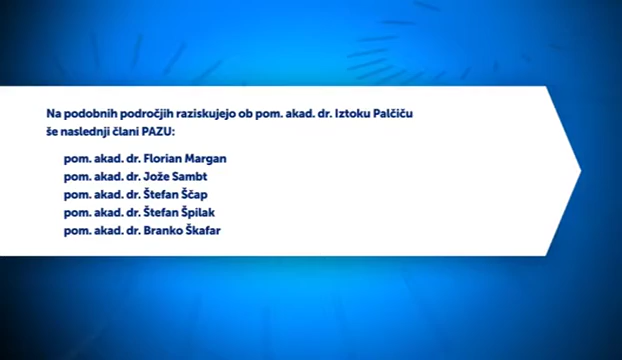 Na podobnih področjih raziskujejo ob pom. akad. dr. Iztoku Palčiču
še naslednji člani PAZU:
pom. akad. dr. Florian Margan
pom. akad. dr. Jože Sambt
pom. akad. dr. Štefan Ščap
pom. akad. dr. Štefan Špilak
pom. akad. dr. Branko Škafar